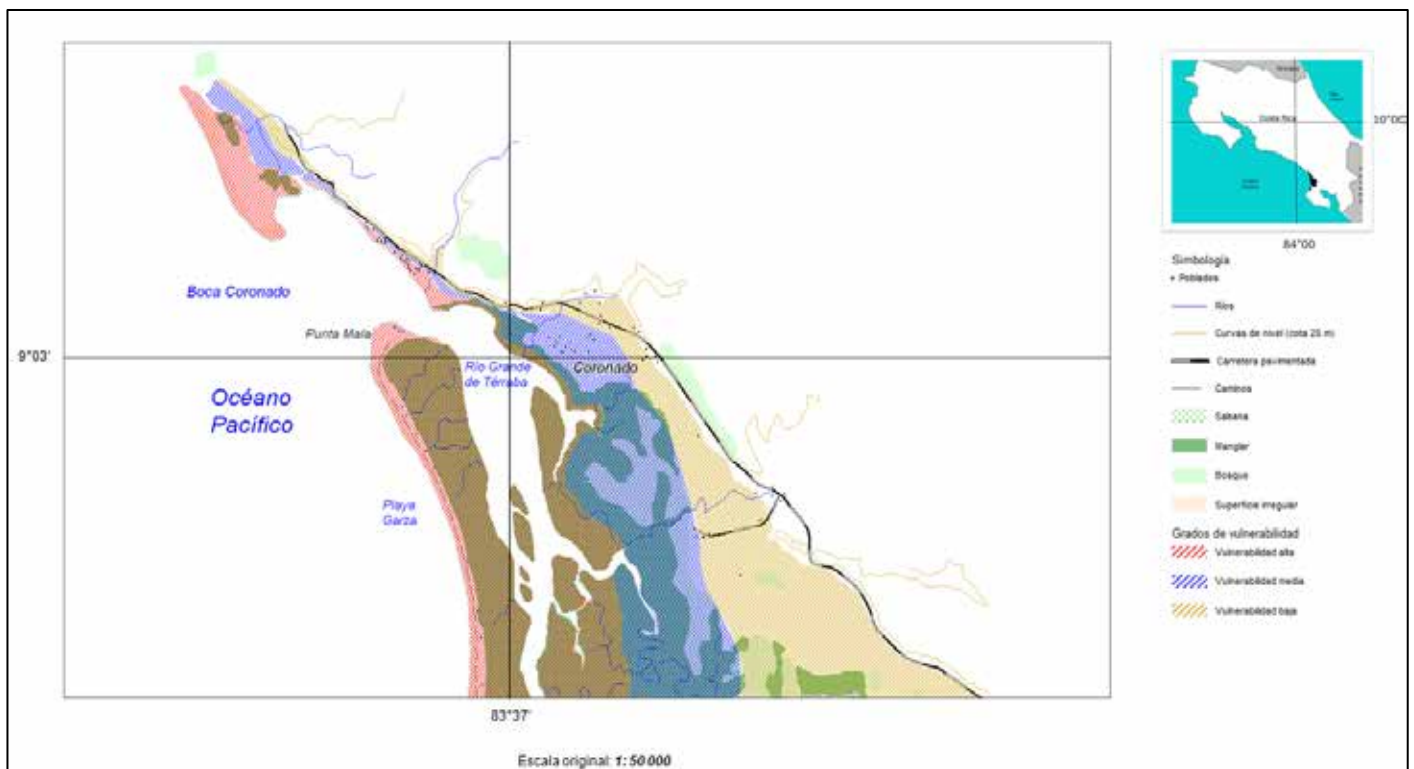 Costa Rica
10°00
84°00
Boca Coronado
Punta Mala
9°03'
Río Grande
de Térraba
Coronado
Océano
Pacífico
Playa
Garza
83°37'
Escala original: 1: 50 000
Simbología
Poblados
Ríos
Curvas de nivel (cota 25 m)
Carretera pavimentada
Caminos
Sabana
Manglar
Bosque
Superficie irregular
Grados de vulnerabilidad
Vulnerabilidad alta
Vulnerabilidad media
Vulnerabilidad baja